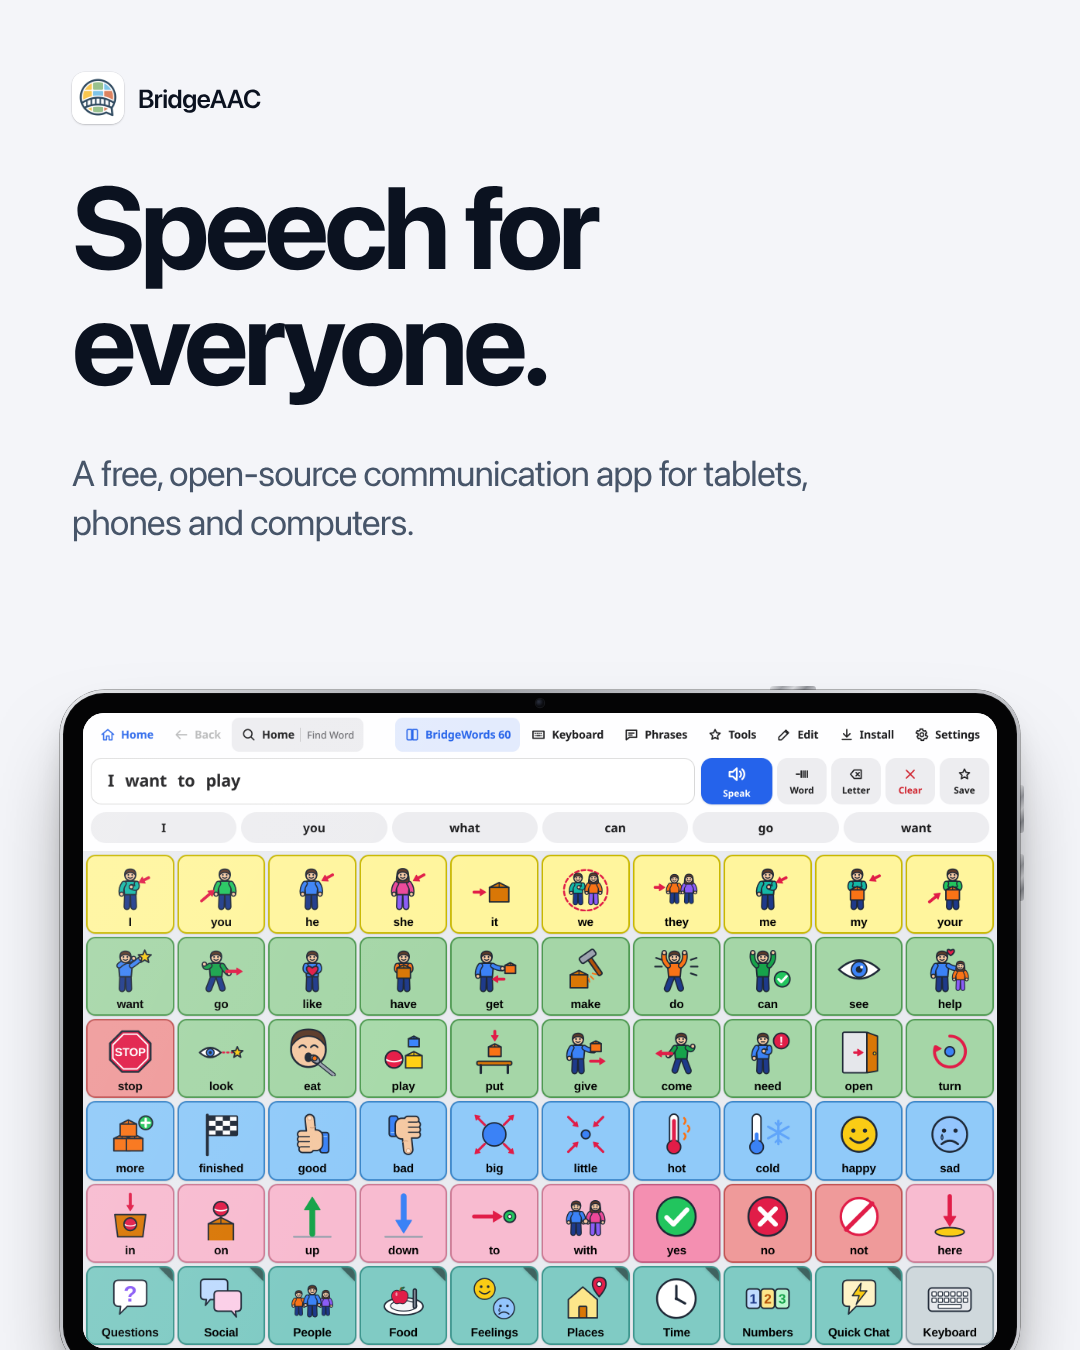 BridgeAAC
Speech for
everyone.
A free, open-source communication app for tablets,
phones and computers.
Home Back Home Find Word BridgeWords 60 Keyboard Phrases Tools Edit Install Settings
I want to play
Speak Word Letter Clear Save
I you what can go want
I you he she it we they me my your
want go like have get make do can see help
STOP
!
stop look eat play put give come need open turn
more finished good bad big little hot cold happy sad
in on up down to with yes no not here
? 1 2 3
Questions Social People Food Feelings Places Time Numbers Quick Chat Keyboard